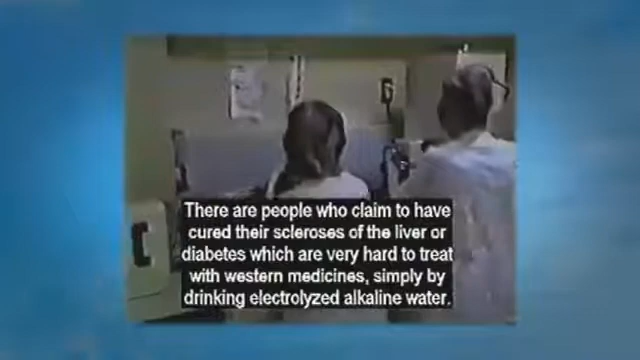 There are people who claim to have
cured their scleroses of the liver or
diabetes which are very hard to treat
with western medicines, simply by
drinking electrolyzed alkaline water.